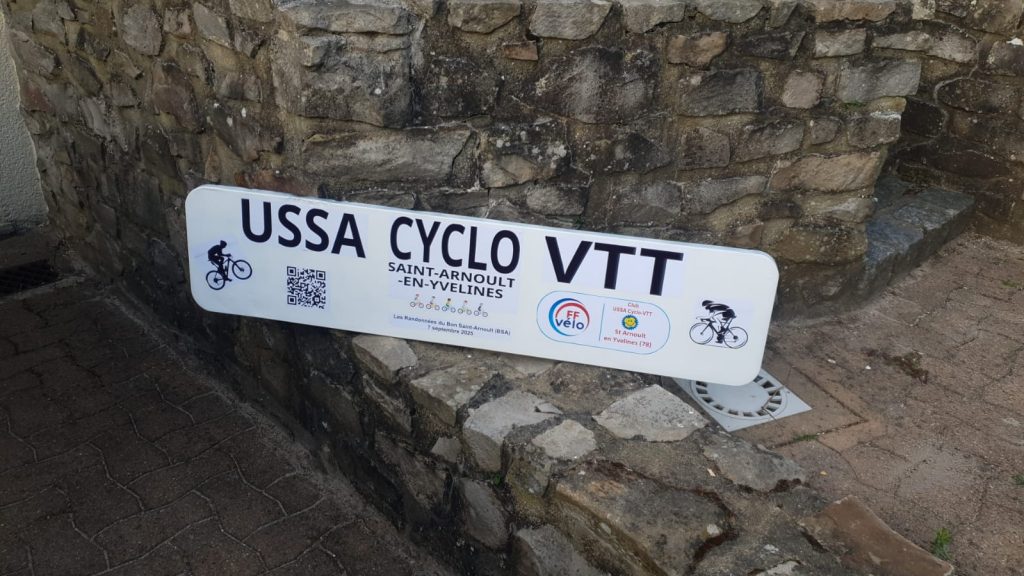 USSA CYCLO VTT
SAINT-ARNOULT
-EN-YVELINES
Les Randonnées du Bon Saint-Arnoult (BSA)
7 septembre 2025
FF
vélo
Club
USSA Cyclo-VTT
St Arnoult
en Yvelines (78)